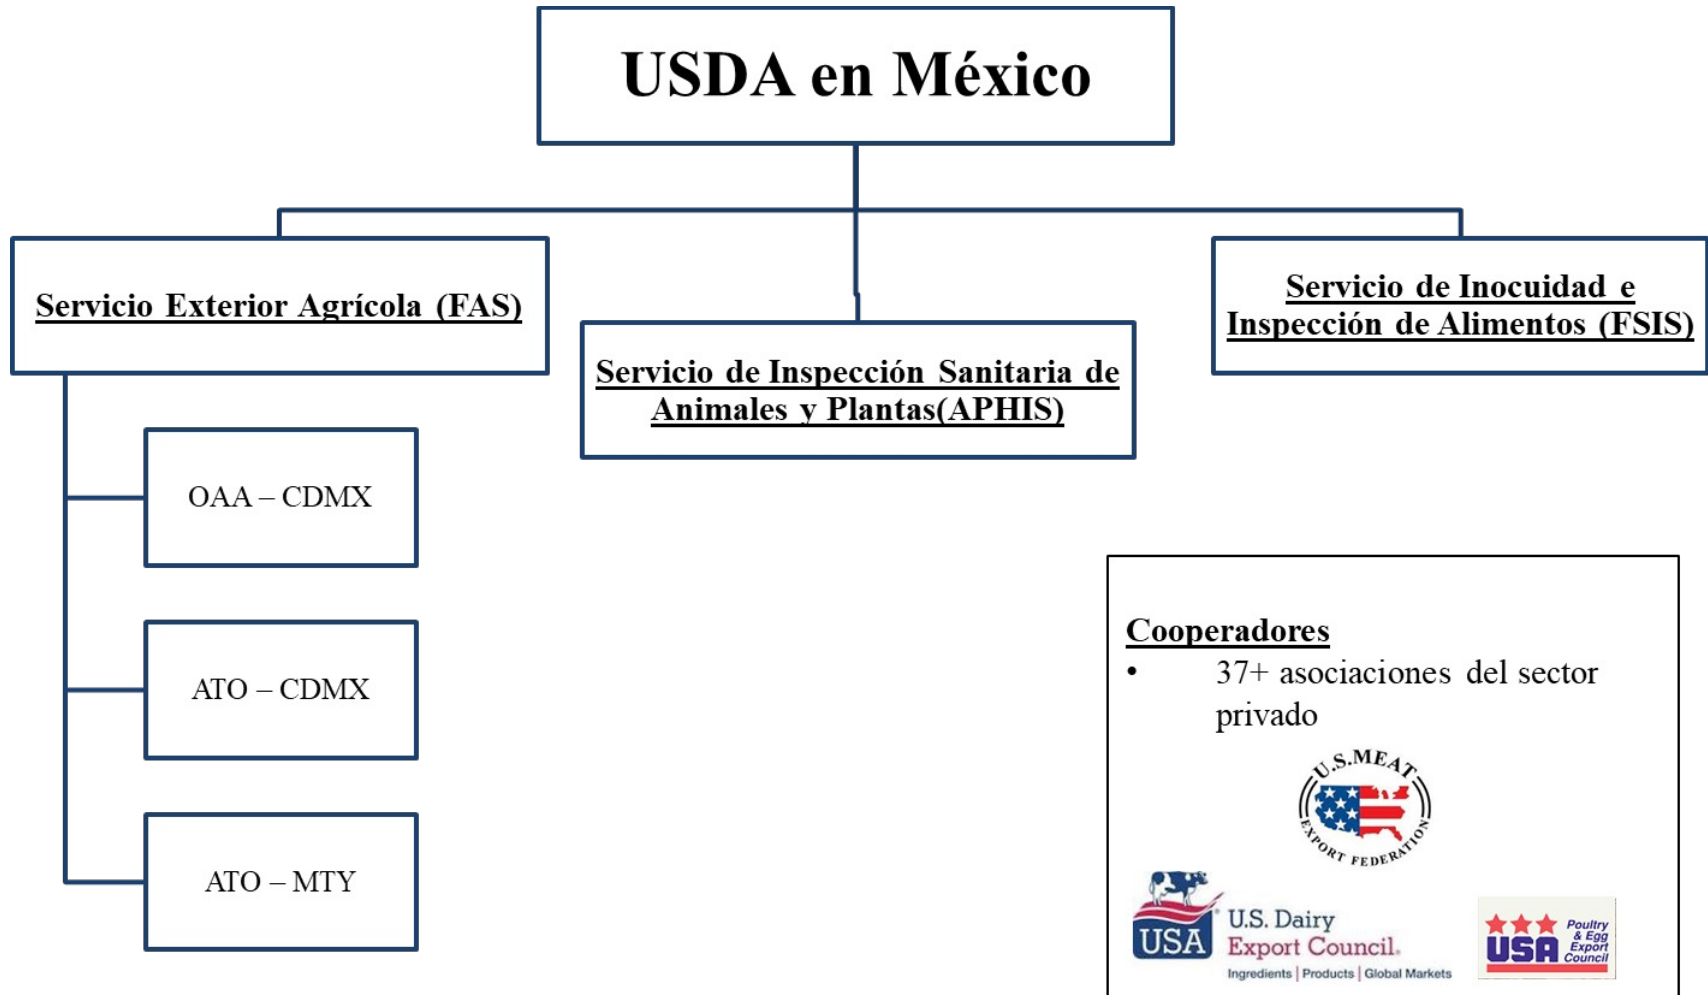 USDA en México
Servicio Exterior Agrícola (FAS)
Servicio de Inspección Sanitaria de
Animales y Plantas(APHIS)
Servicio de Inocuidad e
Inspección de Alimentos (FSIS)
OAA – CDMX
ATO – CDMX
ATO – MTY
Cooperadores
• 37+ asociaciones del sector
privado
U.S.MEAT
EXPORT FEDERATION
USA
U.S. Dairy
Export Council.
Ingredients | Products | Global Markets
USA
Poultry
& Egg
Export
Council